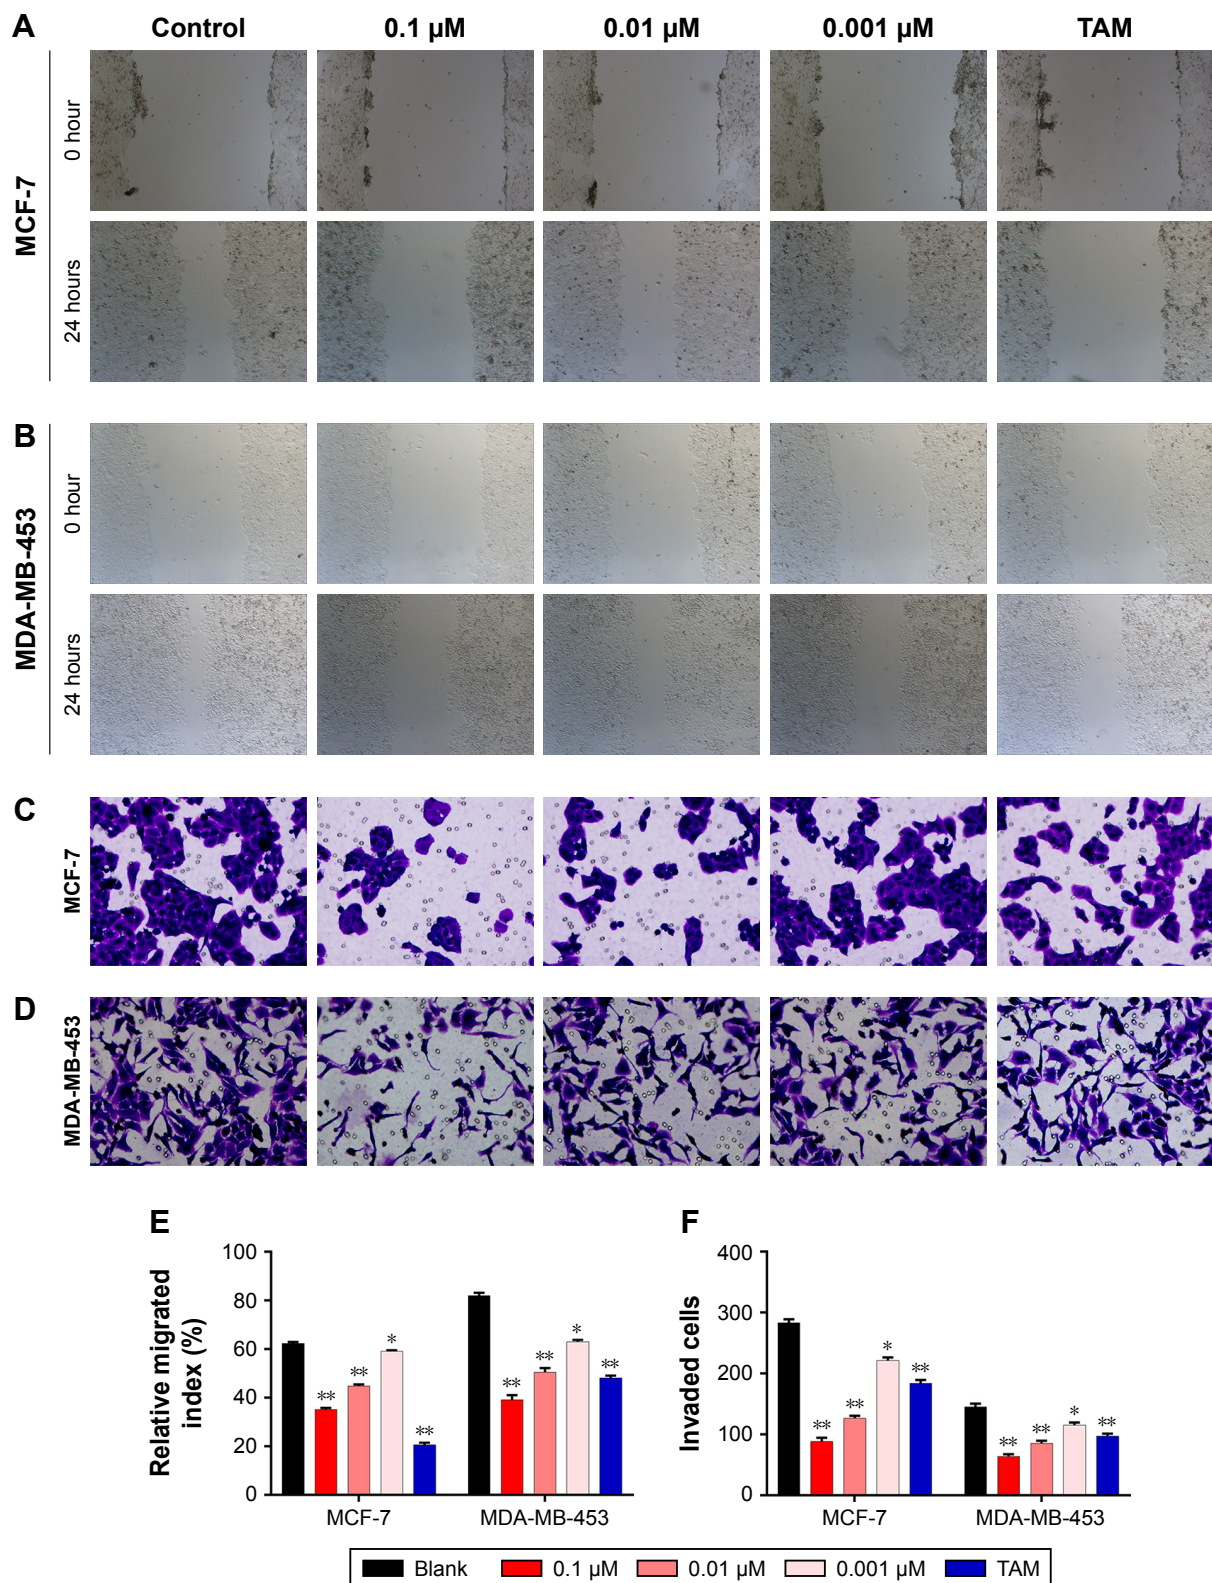 A
Control
0.1 µM
0.01 µM
0.001 µM
TAM
MCF-7
0 hour
24 hours
B
MDA-MB-453
0 hour
24 hours
C
MCF-7
D
MDA-MB-453
E
Relative migrated
index (%)
100
80
60
40
20
0
**
**
*
**
**
**
*
**
MCF-7
MDA-MB-453
F
Invaded cells
400
300
200
100
0
**
**
*
**
**
**
*
**
MCF-7
MDA-MB-453
Blank
0.1 µM
0.01 µM
0.001 µM
TAM